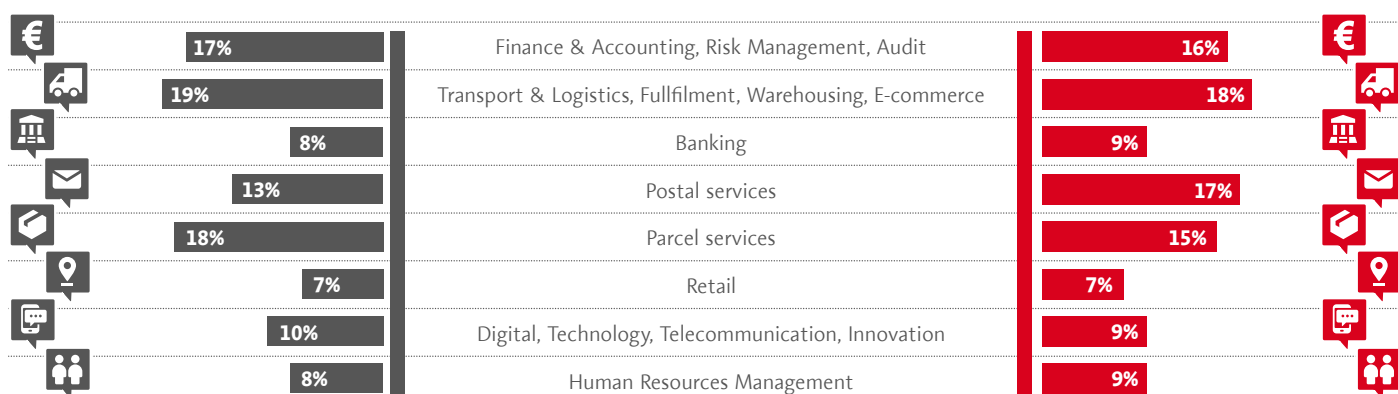 17% Finance & Accounting, Risk Management, Audit 16%
19% Transport & Logistics, Fullfilment, Warehousing, E-commerce 18%
8% Banking 9%
13% Postal services 17%
18% Parcel services 15%
7% Retail 7%
10% Digital, Technology, Telecommunication, Innovation 9%
8% Human Resources Management 9%